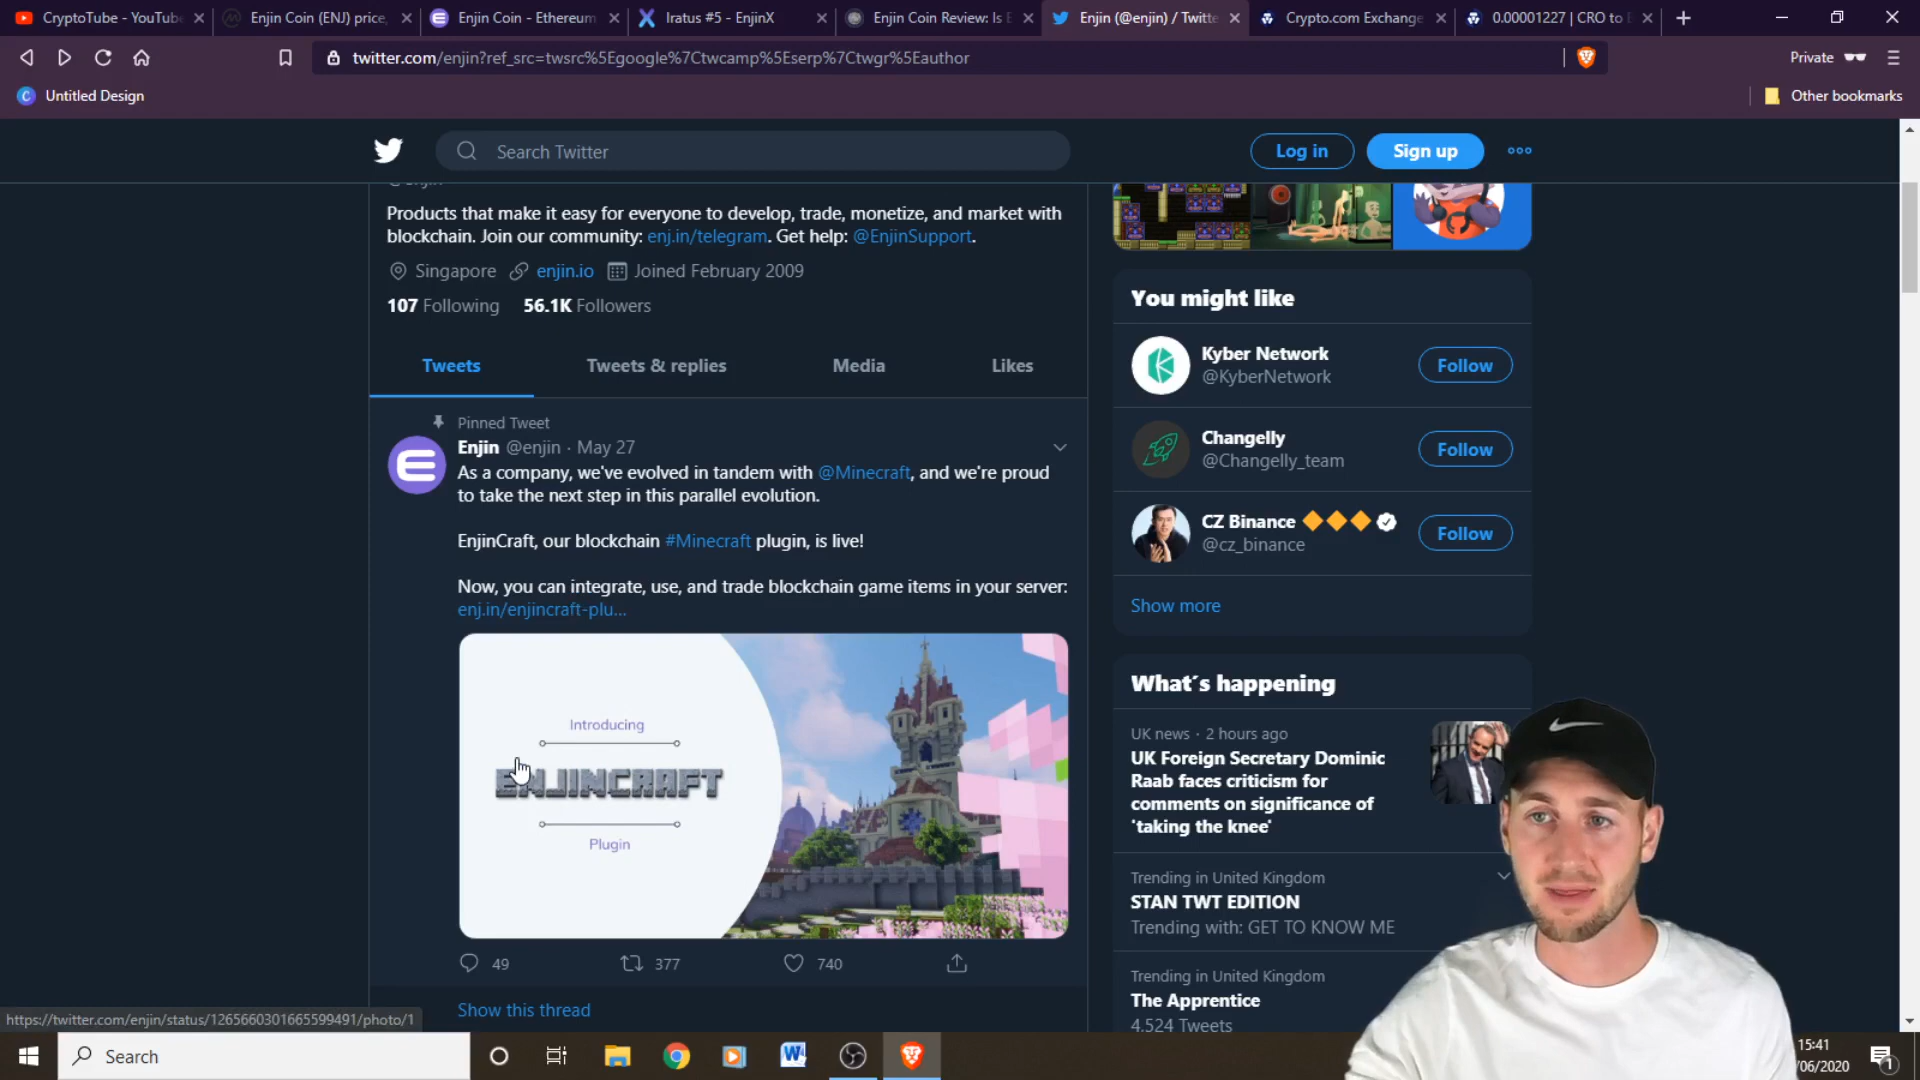 CryptoTube - YouTube
Enjin Coin (ENJ) price,
Enjin Coin - Ethereum
Iratus #5 - EnjinX
Enjin Coin Review: Is E
Enjin (@enjin) / Twitte
Crypto.com Exchange
0.00001227 | CRO to
twitter.com/enjin?ref_src=twsrc%5Egoogle%7Ctwcamp%5Eserp%7Ctwgr%5Eauthor
Private
Untitled Design
Other bookmarks
Search Twitter
Log in
Sign up
Products that make it easy for everyone to develop, trade, monetize, and market with
blockchain. Join our community: enj.in/telegram. Get help: @EnjinSupport.
Singapore enjin.io Joined February 2009
107 Following 56.1K Followers
Tweets
Tweets & replies
Media
Likes
Pinned Tweet
Enjin @enjin · May 27
As a company, we've evolved in tandem with @Minecraft, and we're proud
to take the next step in this parallel evolution.
EnjinCraft, our blockchain #Minecraft plugin, is live!
Now, you can integrate, use, and trade blockchain game items in your server:
enj.in/enjincraft-plu...
Introducing
ENJINCRAFT
Plugin
49
377
740
Show this thread
You might like
Kyber Network
@KyberNetwork
Follow
Changelly
@Changelly_team
Follow
CZ Binance
@cz_binance
Follow
Show more
What's happening
UK news · 2 hours ago
UK Foreign Secretary Dominic
Raab faces criticism for
comments on significance of
'taking the knee'
Trending in United Kingdom
STAN TWT EDITION
Trending with: GET TO KNOW ME
Trending in United Kingdom
The Apprentice
4,524 Tweets
https://twitter.com/enjin/status/1265660301665599491/photo/1
Search
15:41
/06/2020
1